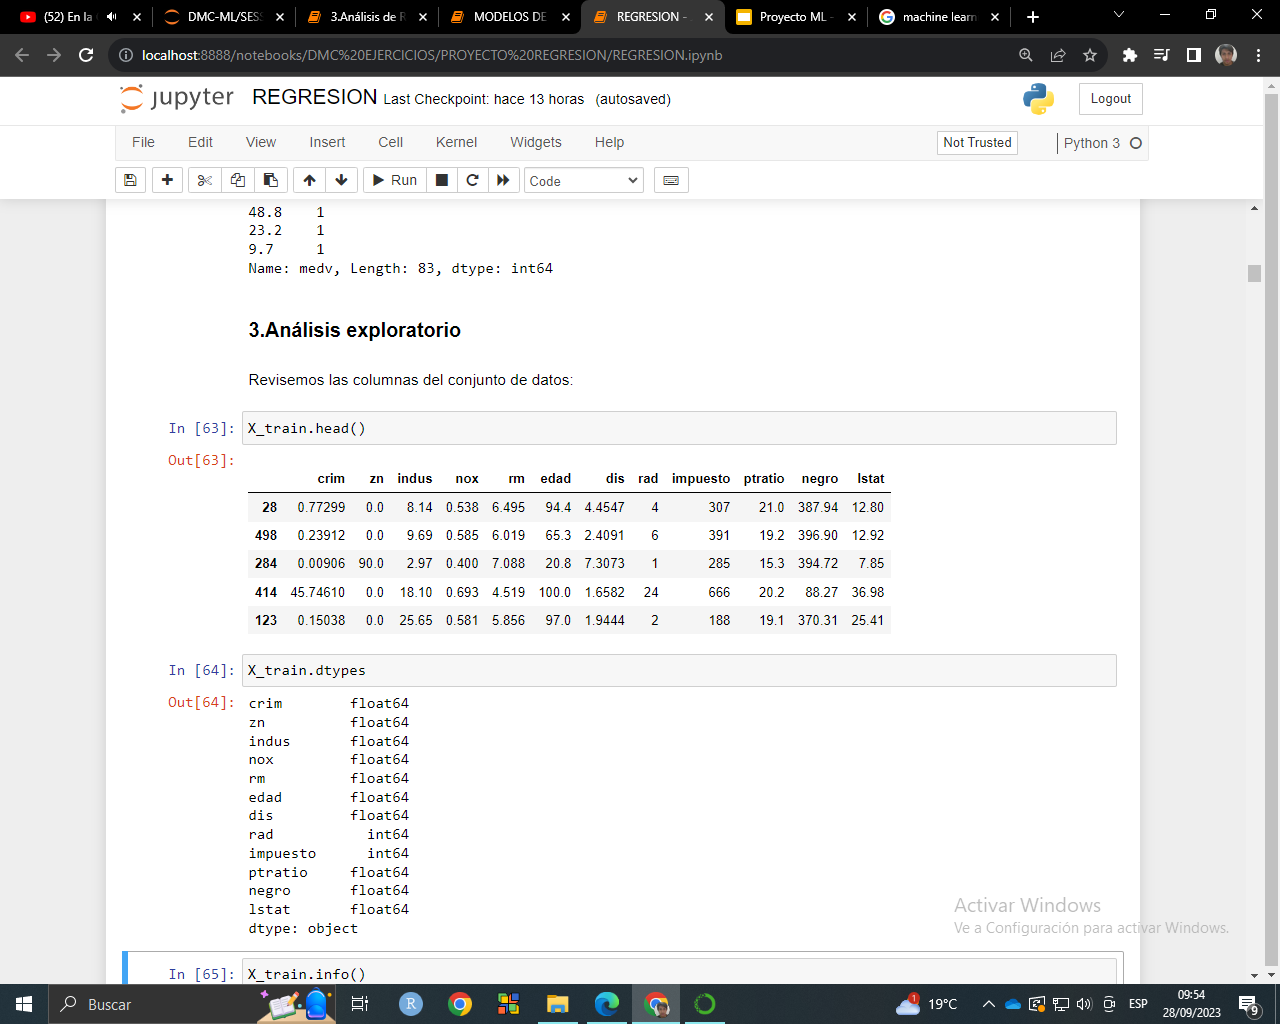 (52) En la
DMC-ML/SES
3.Análisis de R
MODELOS DE
REGRESION -
Proyecto ML -
machine learn
localhost:8888/notebooks/DMC%20EJERCICIOS/PROYECTO%20REGRESION/REGRESION.ipynb
jupyter REGRESION Last Checkpoint: hace 13 horas (autosaved)
Logout
File Edit View Insert Cell Kernel Widgets Help
Not Trusted
Python 3
Run
Code
48.8 1
23.2 1
9.7 1
Name: medv, Length: 83, dtype: int64
3.Análisis exploratorio
Revisemos las columnas del conjunto de datos:
In [63]: X_train.head()
Out[63]:
crim zn indus nox rm edad dis rad impuesto ptratio negro lstat
28 0.77299 0.0 8.14 0.538 6.495 94.4 4.4547 4 307 21.0 387.94 12.80
498 0.23912 0.0 9.69 0.585 6.019 65.3 2.4091 6 391 19.2 396.90 12.92
284 0.00906 90.0 2.97 0.400 7.088 20.8 7.3073 1 285 15.3 394.72 7.85
414 45.74610 0.0 18.10 0.693 4.519 100.0 1.6582 24 666 20.2 88.27 36.98
123 0.15038 0.0 25.65 0.581 5.856 97.0 1.9444 2 188 19.1 370.31 25.41
In [64]: X_train.dtypes
Out[64]: crim float64
zn float64
indus float64
nox float64
rm float64
edad float64
dis float64
rad int64
impuesto int64
ptratio float64
negro float64
lstat float64
dtype: object
Activar Windows
Ve a Configuración para activar Windows.
In [65]: X_train.info()
Buscar
R
1
19°C
ESP
09:54
28/09/2023
9